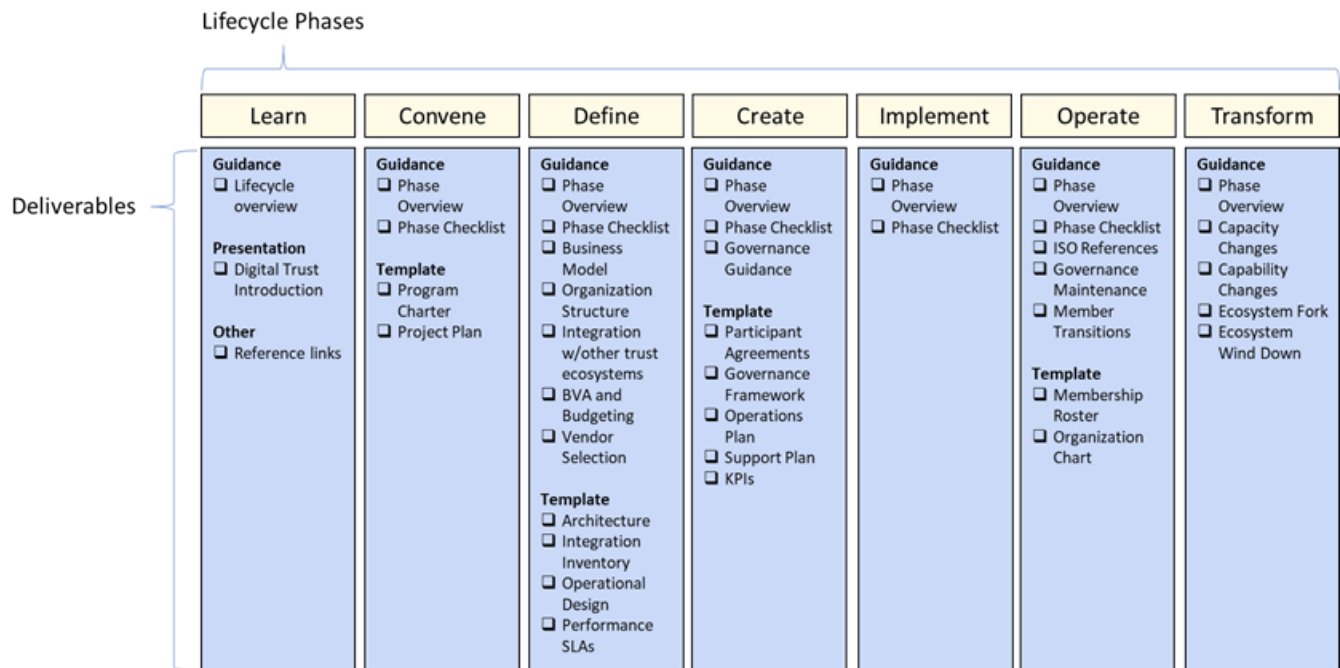 Lifecycle Phases
Learn
Convene
Define
Create
Implement
Operate
Transform
Deliverables
Guidance
Lifecycle
overview
Presentation
Digital Trust
Introduction
Other
Reference links
Guidance
Phase
Overview
Phase Checklist
Template
Program
Charter
Project Plan
Guidance
Phase
Overview
Phase Checklist
Business
Model
Organization
Structure
Integration
w/other trust
ecosystems
BVA and
Budgeting
Vendor
Selection
Template
Architecture
Integration
Inventory
Operational
Design
Performance
SLAs
Guidance
Phase
Overview
Phase Checklist
Governance
Guidance
Template
Participant
Agreements
Governance
Framework
Operations
Plan
Support Plan
KPIs
Guidance
Phase
Overview
Phase Checklist
Guidance
Phase
Overview
Phase Checklist
ISO References
Governance
Maintenance
Member
Transitions
Template
Membership
Roster
Organization
Chart
Guidance
Phase
Overview
Capacity
Changes
Capability
Changes
Ecosystem Fork
Ecosystem
Wind Down